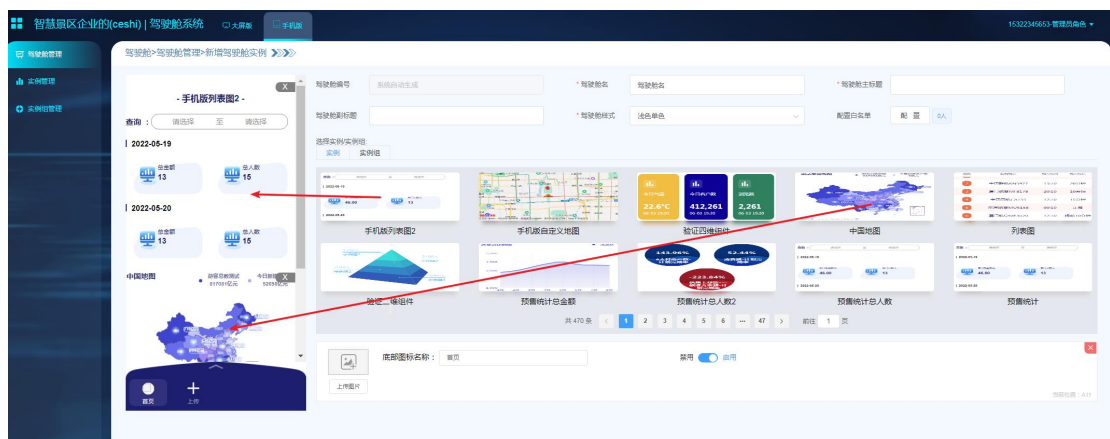 智慧景区企业的(ceshi) | 驾驶舱系统 大屏版 手机版 15322345653-管理员角色
驾驶舱管理
实例管理
实例组管理
驾驶舱>驾驶舱管理>新增驾驶舱实例
- 手机版列表图2 -
X
查询 : 请选择 至 请选择
2022-05-19
总金额
13
总人数
15
2022-05-20
总金额
13
总人数
15
中国地图
X
首页
上传
驾驶舱编号 系统自动生成 * 驾驶舱名 驾驶舱名 * 驾驶舱主标题
驾驶舱副标题 * 驾驶舱样式 浅色单色 配置白名单 配 置 0人
选择实例/实例组:
实例 实例组
22.6°C
412,261
2,261
手机版列表图2 手机版自定义地图 验证四维组件 中国地图 列表图
143.96%
52.44%
-223.84%
验证三维组件 预售统计总金额 预售统计总人数2 预售统计总人数 预售统计
共 470 条 < 1 2 3 4 5 6 ··· 47 > 前往 1 页
底部图标名称 : 首页 禁用 启用
上传图片